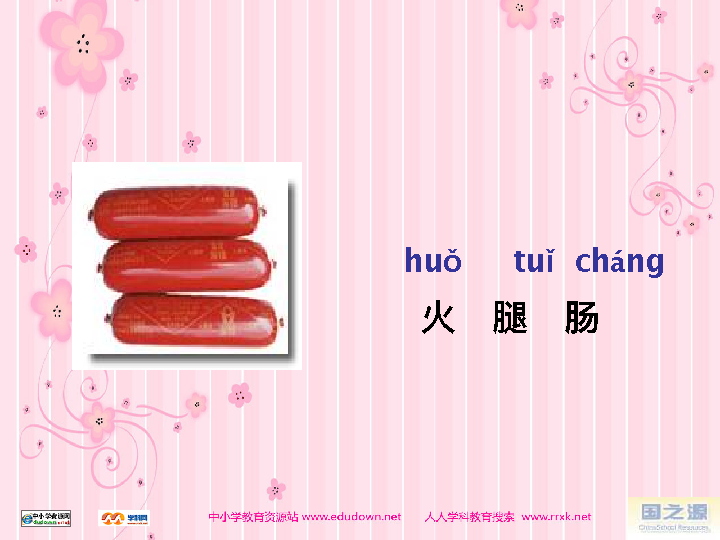 huǒ tuǐ cháng
火 腿 肠
中小学教育资源站 www.edudown.net 人人学科教育搜索 www.rrxk.net
国之源